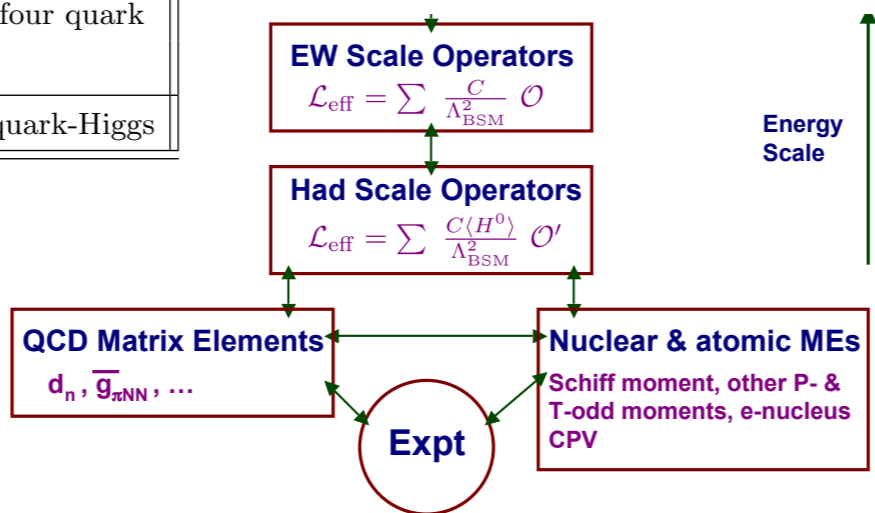 four quark
quark-Higgs
EW Scale Operators
𝓛_eff = ∑ C/Λ²_BSM 𝒪
Energy
Scale
Had Scale Operators
𝓛_eff = ∑ C⟨H⁰⟩/Λ²_BSM 𝒪′
QCD Matrix Elements
dₙ , g̅_πNN , …
Nuclear & atomic MEs
Schiff moment, other P- &
T-odd moments, e-nucleus
CPV
Expt